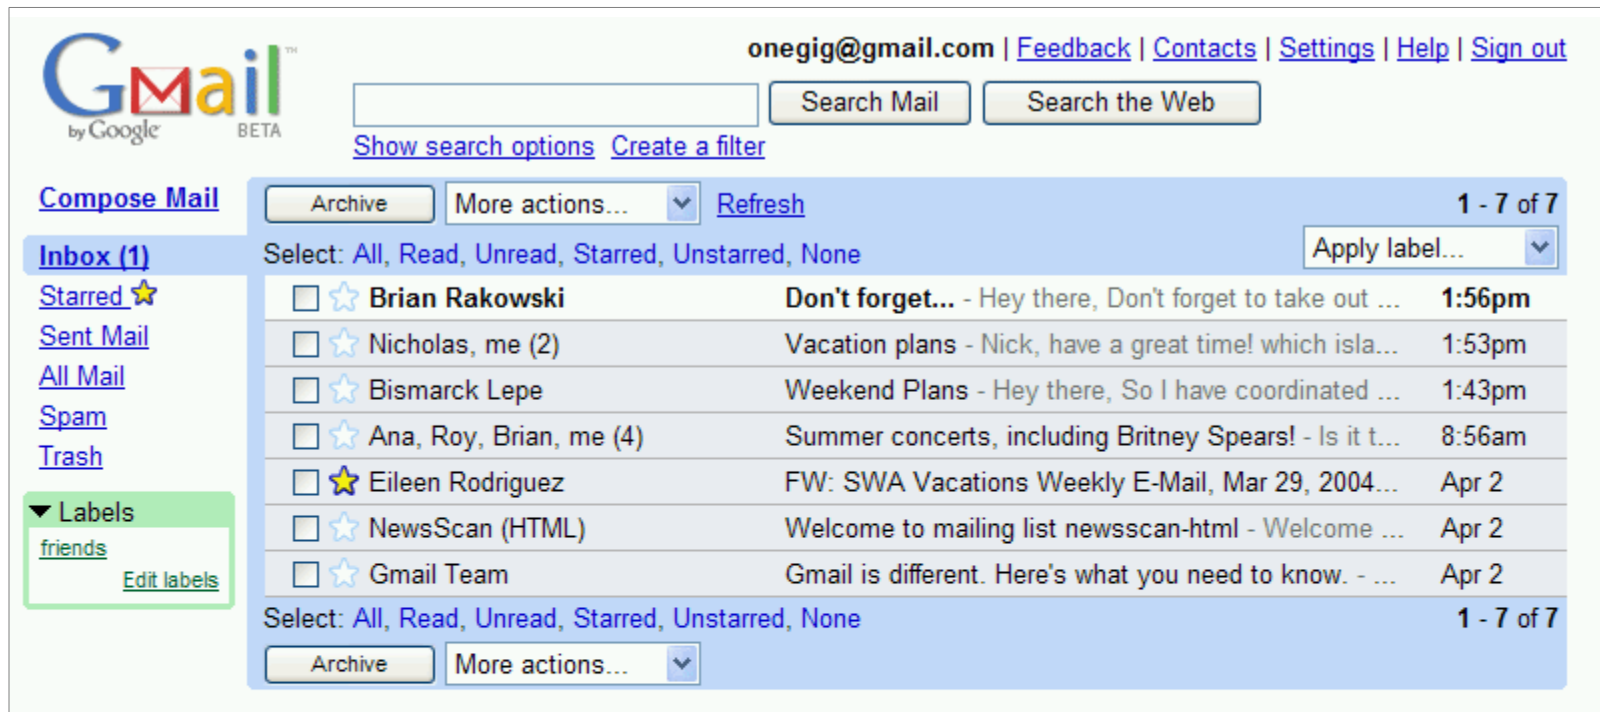 Gmail™
by Google BETA
onegig@gmail.com | Feedback | Contacts | Settings | Help | Sign out
Search Mail Search the Web
Show search options Create a filter
Compose Mail
Inbox (1)
Starred
Sent Mail
All Mail
Spam
Trash
Labels
friends
Edit labels
Archive More actions... Refresh 1 - 7 of 7
Select: All, Read, Unread, Starred, Unstarred, None Apply label...
Brian Rakowski Don't forget... - Hey there, Don't forget to take out ... 1:56pm
Nicholas, me (2) Vacation plans - Nick, have a great time! which isla... 1:53pm
Bismarck Lepe Weekend Plans - Hey there, So I have coordinated ... 1:43pm
Ana, Roy, Brian, me (4) Summer concerts, including Britney Spears! - Is it t... 8:56am
Eileen Rodriguez FW: SWA Vacations Weekly E-Mail, Mar 29, 2004... Apr 2
NewsScan (HTML) Welcome to mailing list newsscan-html - Welcome ... Apr 2
Gmail Team Gmail is different. Here's what you need to know. - ... Apr 2
Select: All, Read, Unread, Starred, Unstarred, None 1 - 7 of 7
Archive More actions...